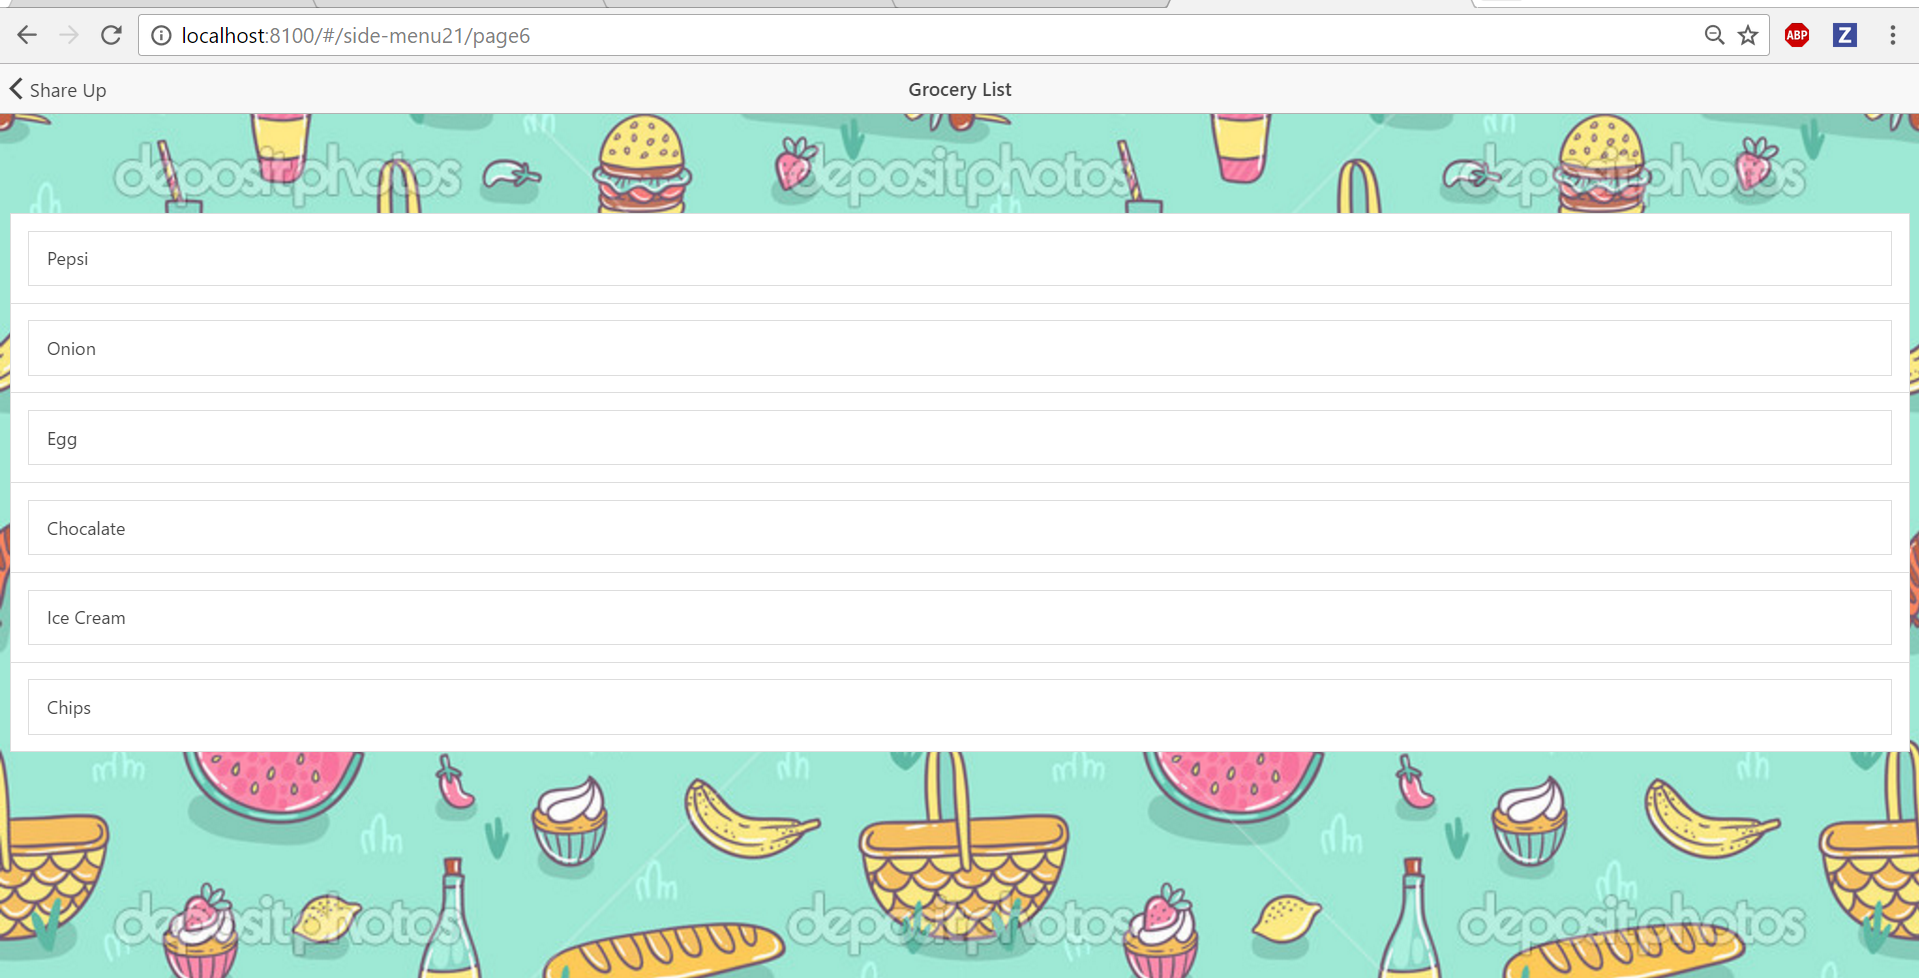 localhost:8100/#/side-menu21/page6
ABP
Z
Share Up
Grocery List
depositphotos depositphotos depositphotos
Pepsi
Onion
Egg
Chocalate
Ice Cream
Chips
depositphotos depositphotos depositphotos